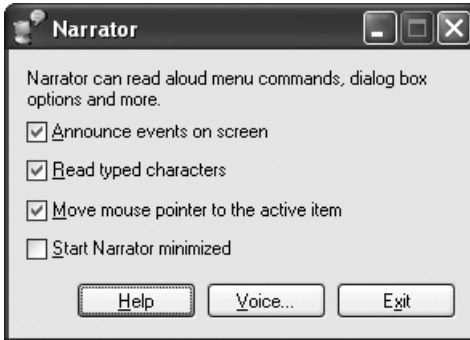 Narrator
Narrator can read aloud menu commands, dialog box
options and more.
Announce events on screen
Read typed characters
Move mouse pointer to the active item
Start Narrator minimized
Help Voice... Exit